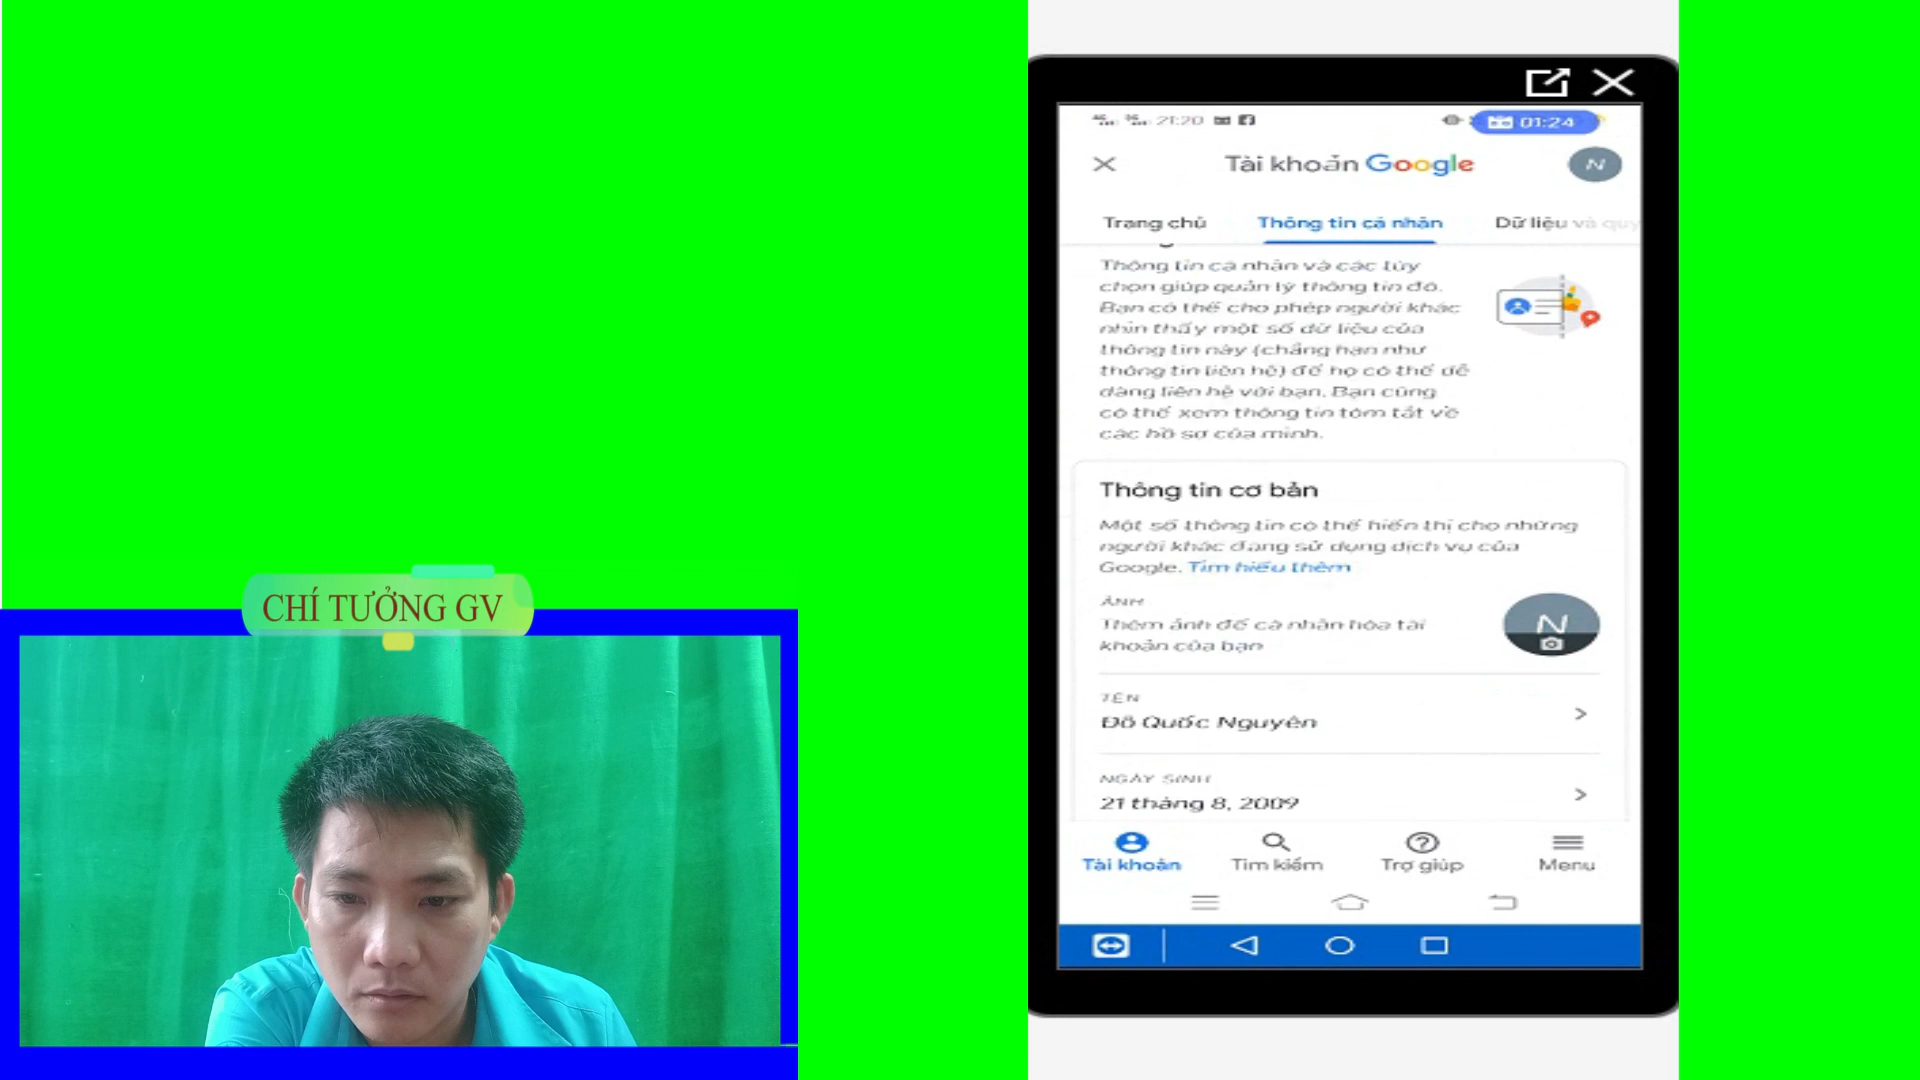 CHÍ TƯỞNG GV
21:20
01:24
Tài khoản Google
N
Trang chủ
Thông tin cá nhân
Dữ liệu và quy
Thông tin cá nhân và các tùy
chọn giúp quản lý thông tin đó.
Bạn có thể cho phép người khác
nhìn thấy một số dữ liệu của
thông tin này (chẳng hạn như
thông tin liên hệ) để họ có thể dễ
dàng liên hệ với bạn. Bạn cũng
có thể xem thông tin tóm tắt về
các hồ sơ của mình.
Thông tin cơ bản
Một số thông tin có thể hiển thị cho những
người khác đang sử dụng dịch vụ của
Google. Tìm hiểu thêm
ẢNH
Thêm ảnh để cá nhân hóa tài
khoản của bạn
N
TÊN
Đỗ Quốc Nguyên
NGÀY SINH
21 tháng 8, 2009
Tài khoản
Tìm kiếm
Trợ giúp
Menu